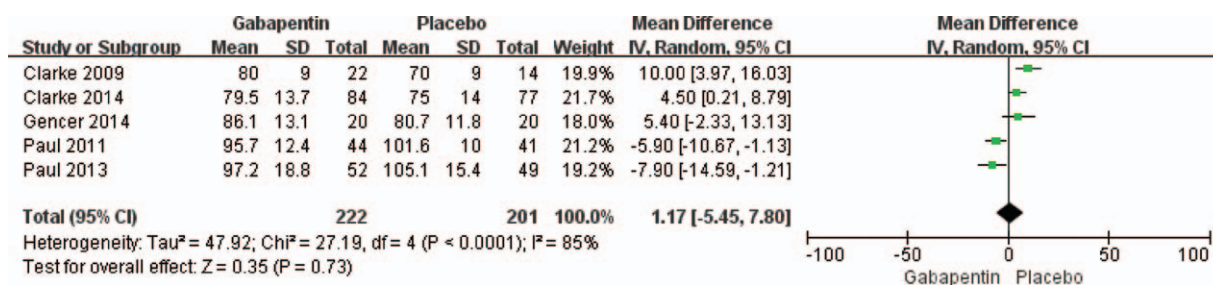 Gabapentin Placebo Mean Difference Mean Difference
Study or Subgroup Mean SD Total Mean SD Total Weight IV, Random, 95% CI IV, Random, 95% CI
Clarke 2009 80 9 22 70 9 14 19.9% 10.00 [3.97, 16.03]
Clarke 2014 79.5 13.7 84 75 14 77 21.7% 4.50 [0.21, 8.79]
Gencer 2014 86.1 13.1 20 80.7 11.8 20 18.0% 5.40 [-2.33, 13.13]
Paul 2011 95.7 12.4 44 101.6 10 41 21.2% -5.90 [-10.67, -1.13]
Paul 2013 97.2 18.8 52 105.1 15.4 49 19.2% -7.90 [-14.59, -1.21]
Total (95% CI) 222 201 100.0% 1.17 [-5.45, 7.80]
Heterogeneity: Tau² = 47.92; Chi² = 27.19, df = 4 (P < 0.0001); I² = 85%
Test for overall effect: Z = 0.35 (P = 0.73)
-100 -50 0 50 100
Gabapentin Placebo